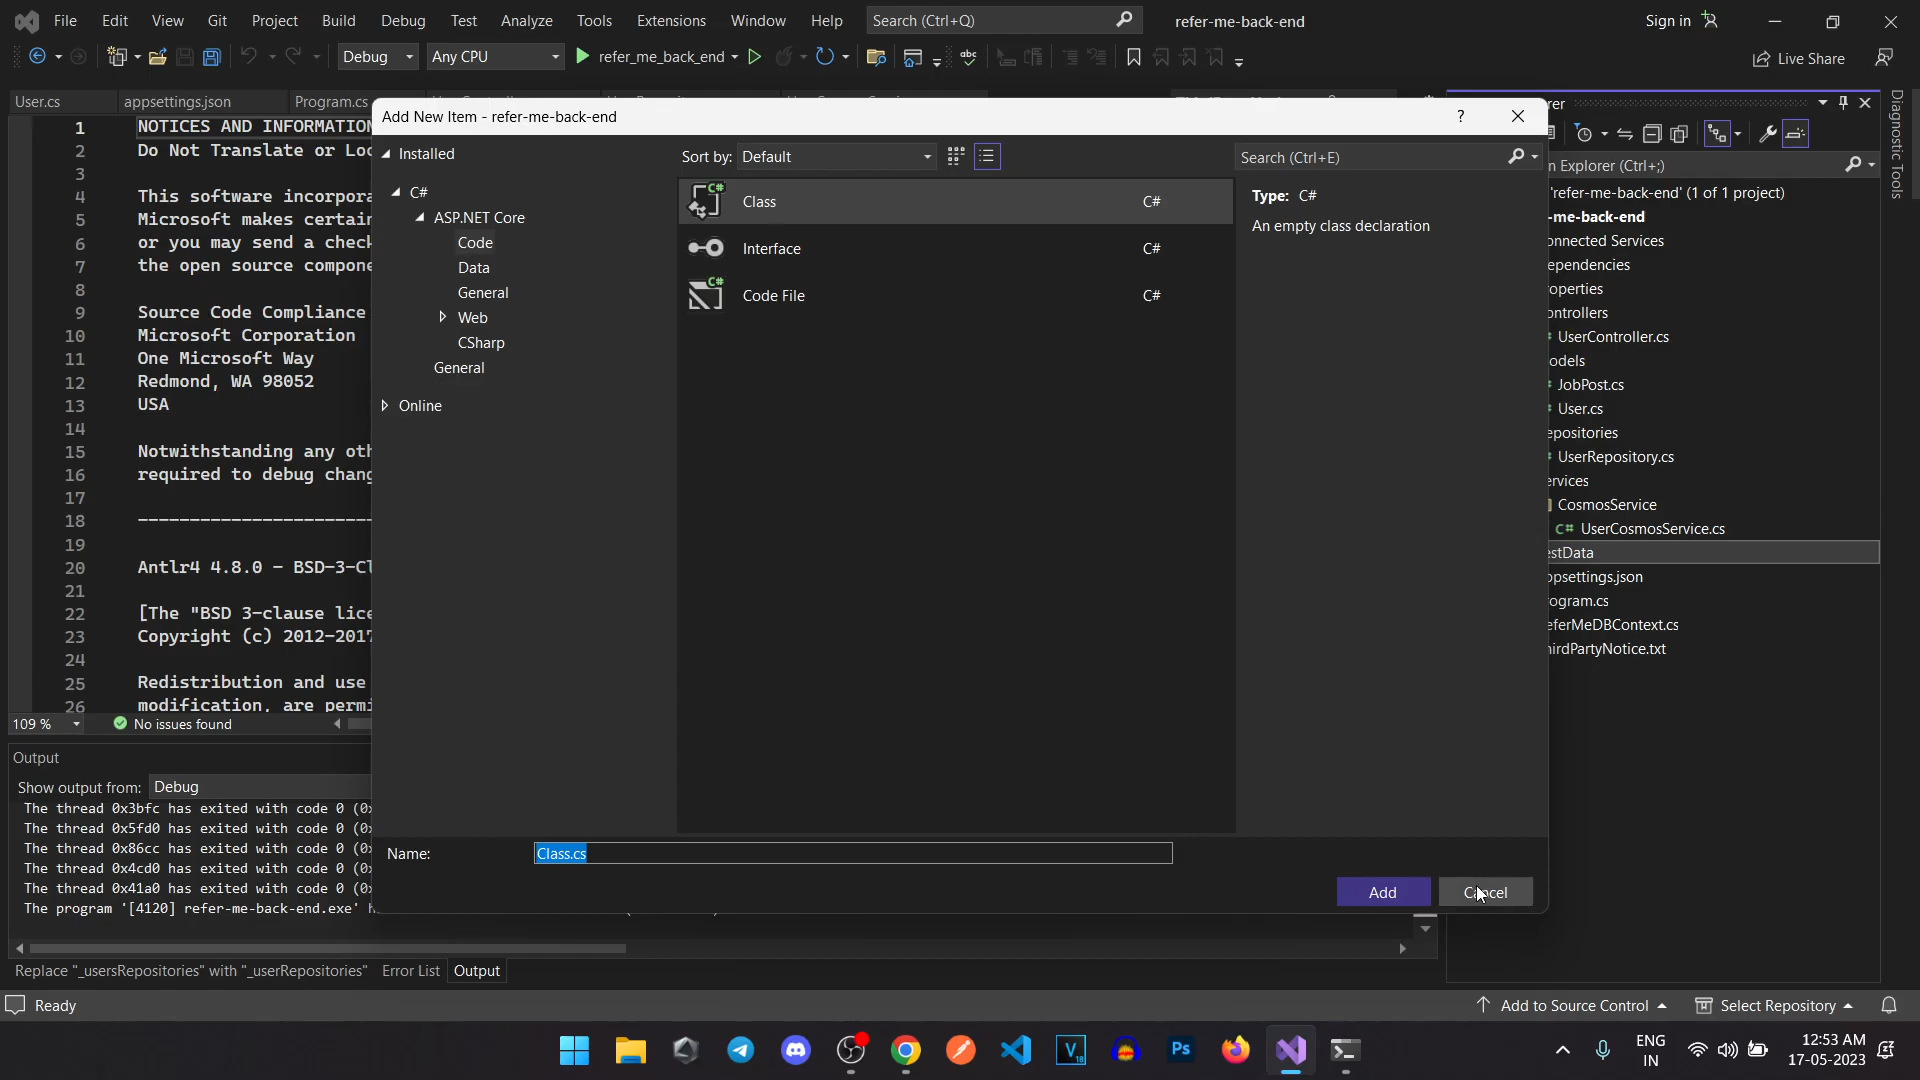 File Edit View Git Project Build Debug Test Analyze Tools Extensions Window Help Search (Ctrl+Q) refer-me-back-end Sign in
Debug Any CPU refer_me_back_end Live Share
User.cs appsettings.json Program.cs
Add New Item - refer-me-back-end
Installed
C#
ASP.NET Core
Code
Data
General
Web
CSharp
General
Online
Sort by: Default
Class C#
Interface C#
Code File C#
Search (Ctrl+E)
Type: C#
An empty class declaration
Name: Class.cs
Add Cancel
1 NOTICES AND INFORMATION
2 Do Not Translate or Loc
3
4 This software incorpora
5 Microsoft makes certain
6 or you may send a check
7 the open source compone
8
9 Source Code Compliance
10 Microsoft Corporation
11 One Microsoft Way
12 Redmond, WA 98052
13 USA
14
15 Notwithstanding any oth
16 required to debug chang
17
18 -----------------------
19
20 Antlr4 4.8.0 - BSD-3-Cl
21
22 [The "BSD 3-clause lice
23 Copyright (c) 2012-2017
24
25 Redistribution and use
26 modification, are permi
109 % No issues found
Output
Show output from: Debug
The thread 0x3bfc has exited with code 0 (0x
The thread 0x5fd0 has exited with code 0 (0x
The thread 0x86cc has exited with code 0 (0x
The thread 0x4cd0 has exited with code 0 (0x
The thread 0x41a0 has exited with code 0 (0x
The program '[4120] refer-me-back-end.exe' h
Replace "_usersRepositories" with "_userRepositories" Error List Output
rer
n Explorer (Ctrl+;)
'refer-me-back-end' (1 of 1 project)
-me-back-end
onnected Services
ependencies
roperties
ontrollers
UserController.cs
odels
JobPost.cs
User.cs
epositories
UserRepository.cs
ervices
CosmosService
C# UserCosmosService.cs
estData
ppsettings.json
rogram.cs
eferMeDBContext.cs
hirdPartyNotice.txt
Diagnostic Tools
Ready Add to Source Control Select Repository
Ps
ENG
IN
12:53 AM
17-05-2023